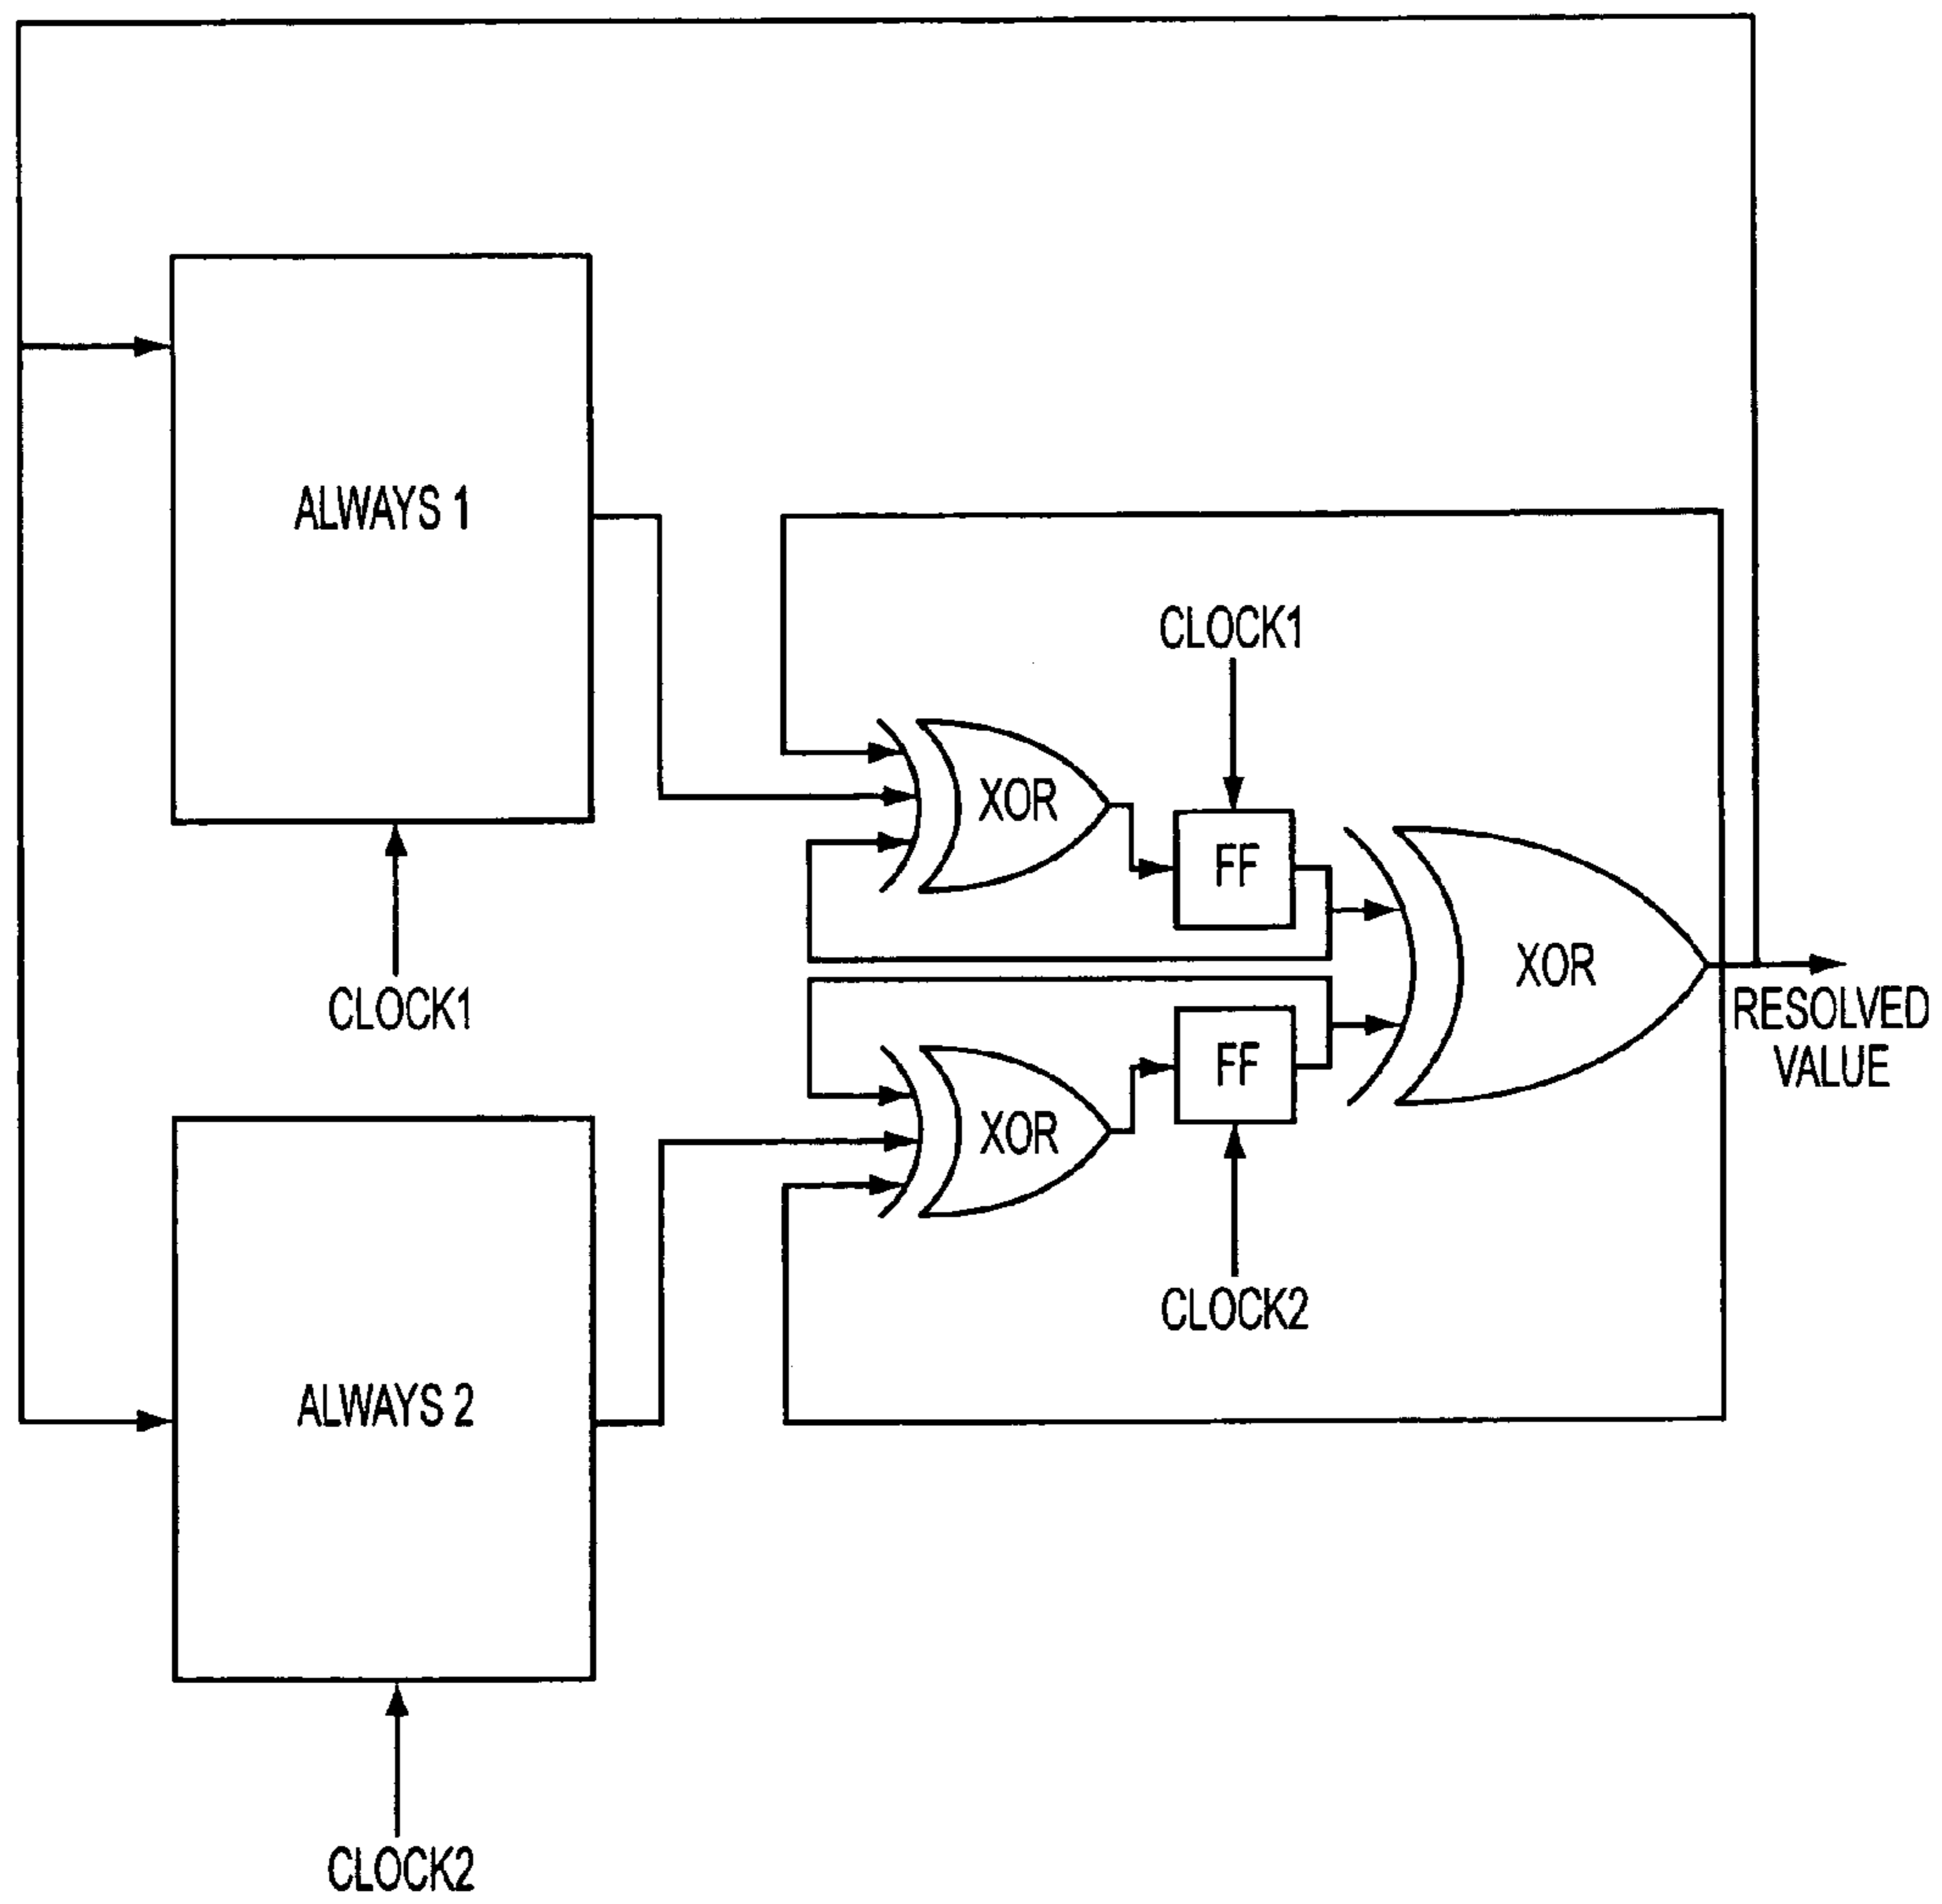 ALWAYS 1
CLOCK1
CLOCK1
XOR
FF
XOR
RESOLVED
VALUE
FF
XOR
CLOCK2
ALWAYS 2
CLOCK2